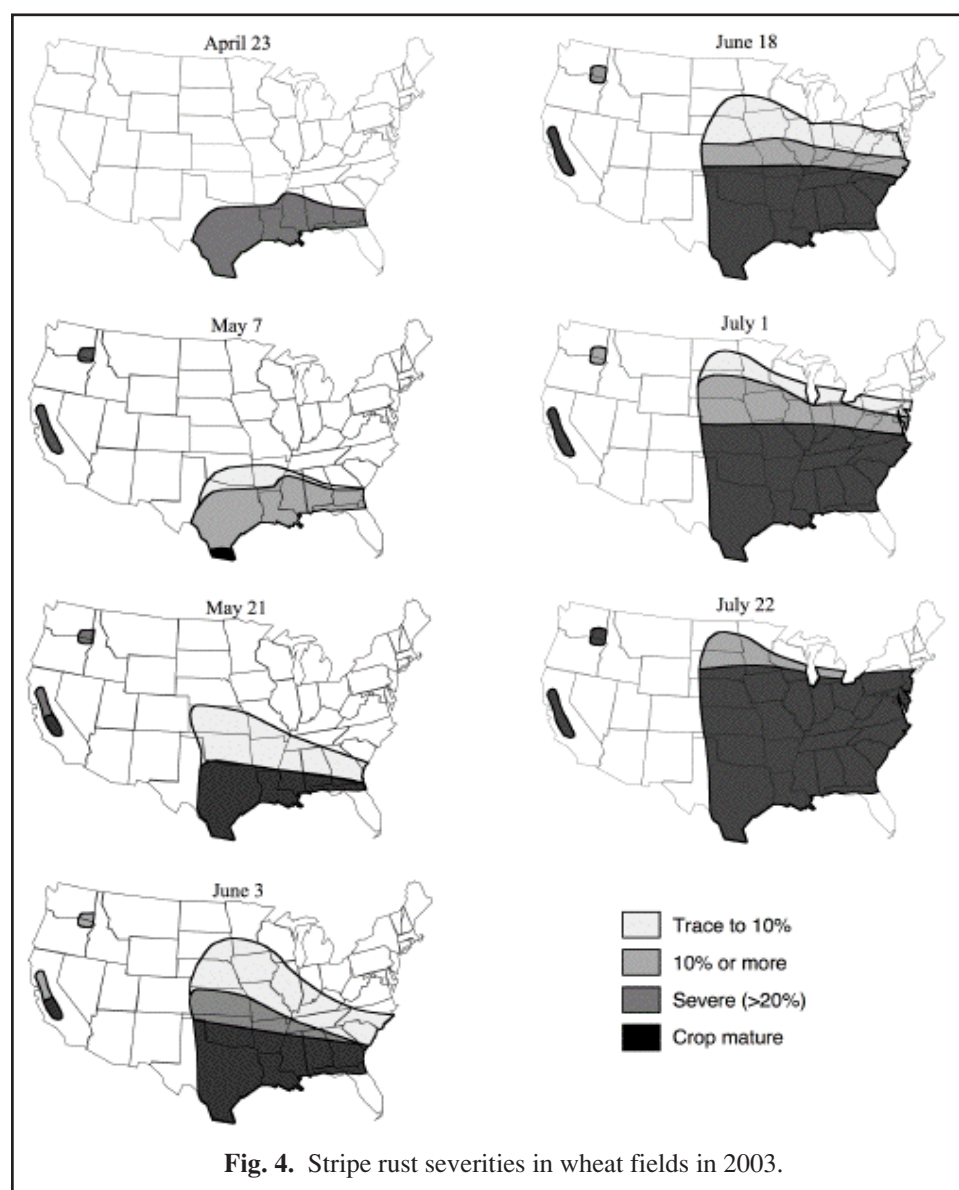 April 23
May 7
May 21
June 3
June 18
July 1
July 22
Trace to 10%
10% or more
Severe (>20%)
Crop mature
Fig. 4. Stripe rust severities in wheat fields in 2003.